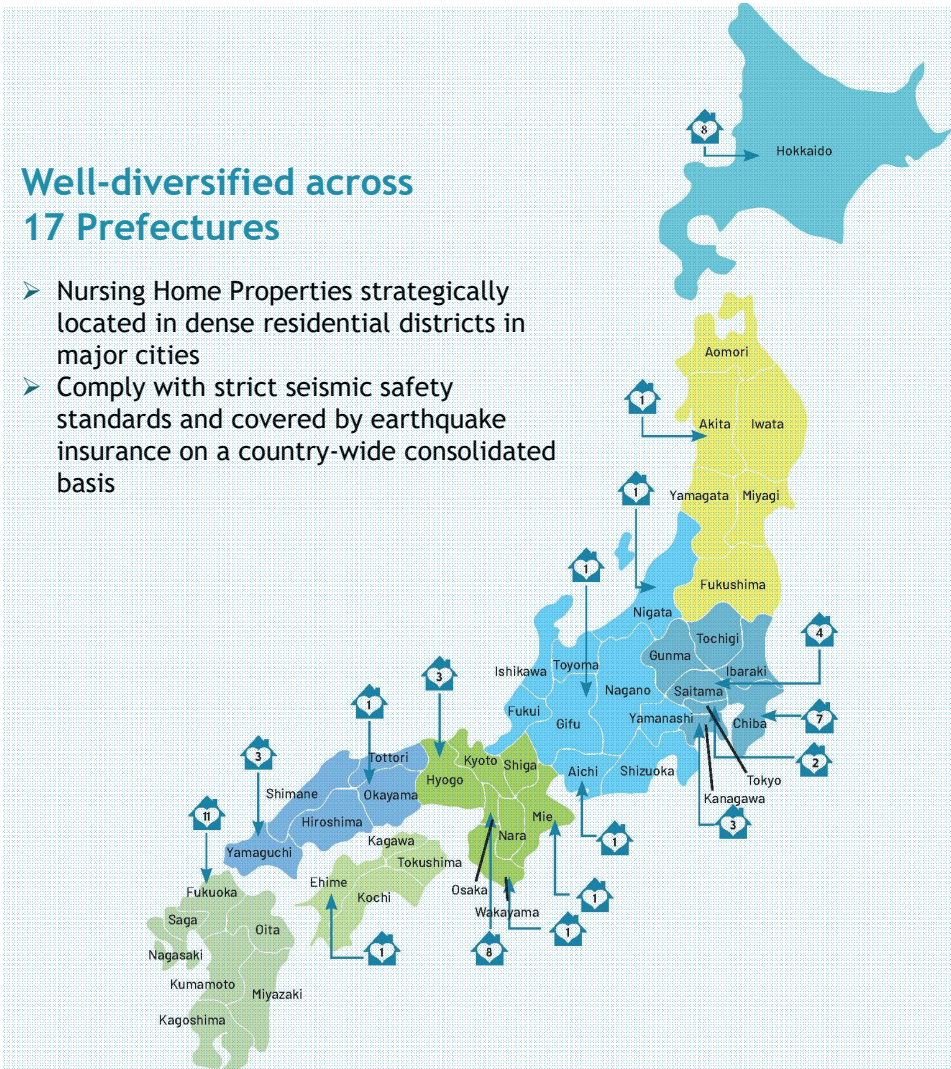 8
Hokkaido
Well-diversified across
17 Prefectures
➢ Nursing Home Properties strategically
located in dense residential districts in
major cities
➢ Comply with strict seismic safety
standards and covered by earthquake
insurance on a country-wide consolidated
basis
Aomori
1
Akita
Iwata
1
Yamagata
Miyagi
1
Fukushima
Nigata
4
Tochigi
Gunma
3
Ishikawa
Toyoma
Ibaraki
Nagano
Saitama
1
Fukui
Gifu
Yamanashi
Chiba
7
3
Tottori
Kyoto
Shiga
2
Hyogo
Aichi
Shizuoka
Tokyo
Shimane
Okayama
Kanagawa
11
Hiroshima
Mie
3
Nara
1
Kagawa
Yamaguchi
Tokushima
Ehime
Osaka
Fukuoka
Kochi
1
Saga
Wakayama
Oita
1
1
8
Nagasaki
Kumamoto
Miyazaki
Kagoshima